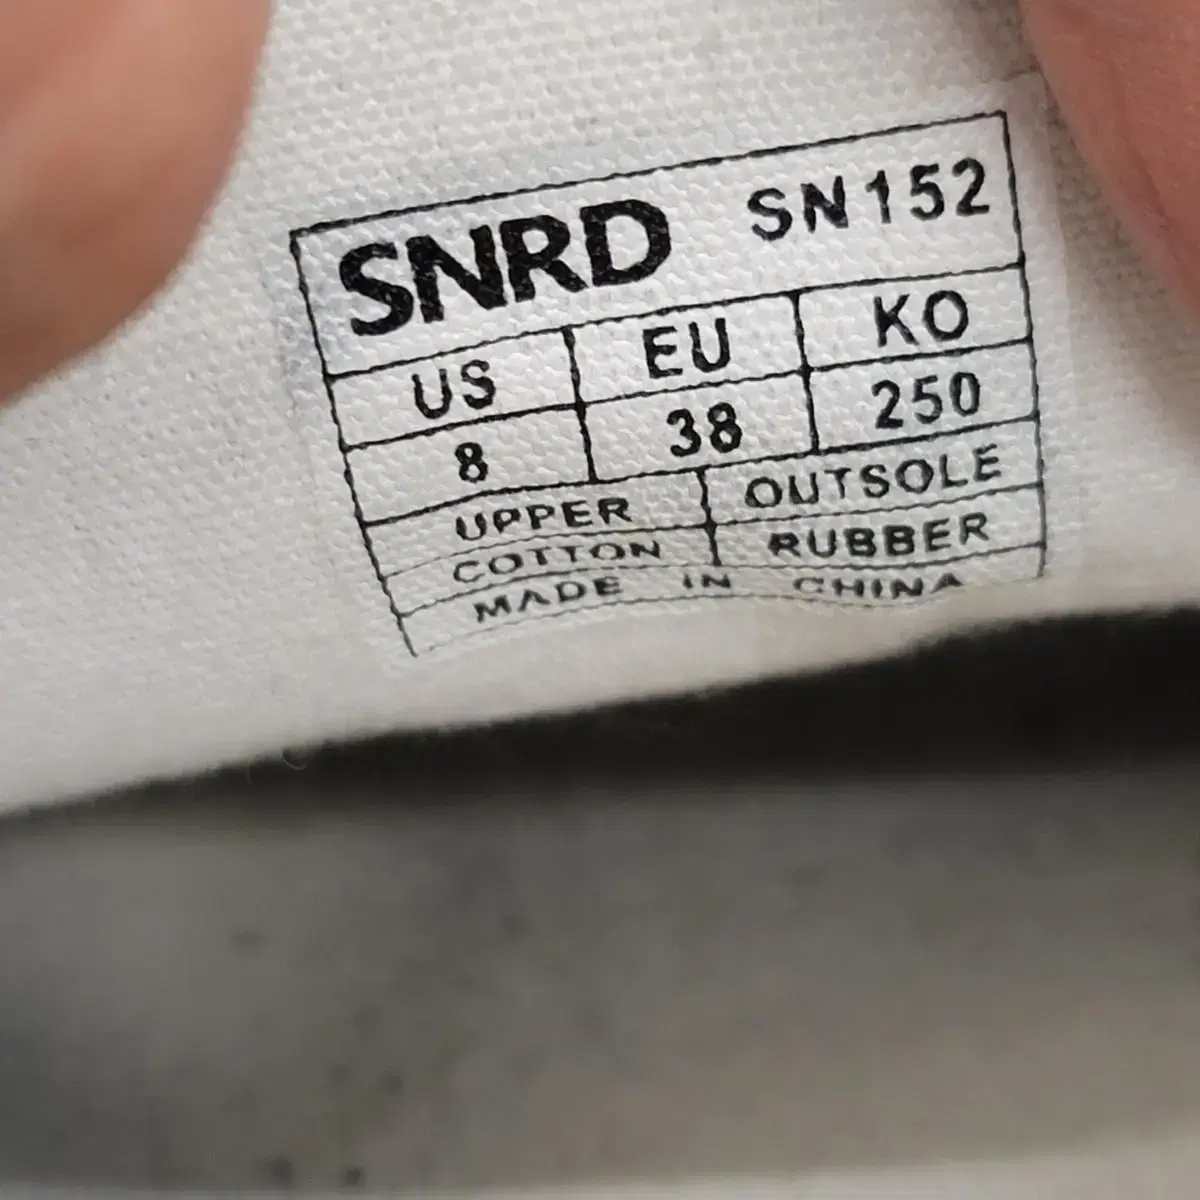 SNRD SN152
US EU KO
8 38 250
UPPER OUTSOLE
COTTON RUBBER
MADE IN CHINA